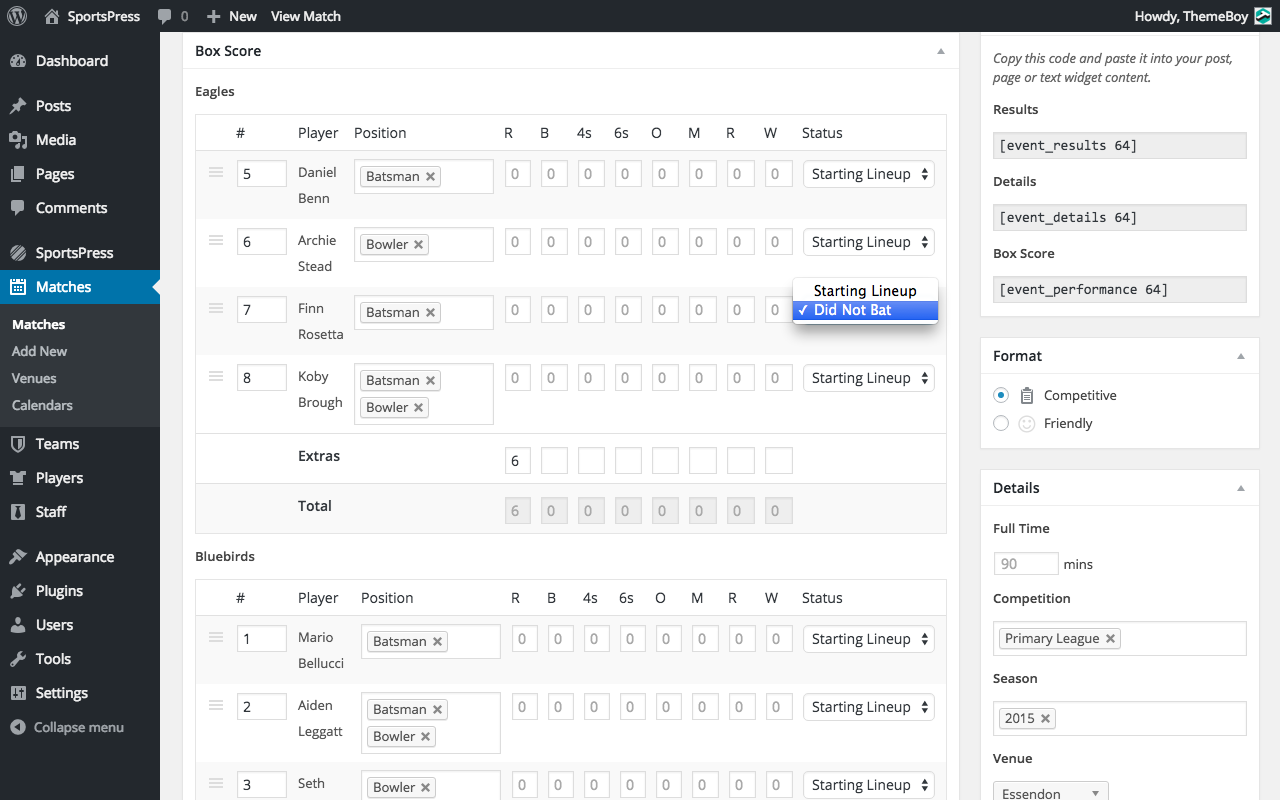 SportsPress 0 New View Match Howdy, ThemeBoy
Dashboard
Posts
Media
Pages
Comments
SportsPress
Matches
Matches
Add New
Venues
Calendars
Teams
Players
Staff
Appearance
Plugins
Users
Tools
Settings
Collapse menu
Box Score
Eagles
# Player Position R B 4s 6s O M R W Status
5 Daniel Benn Batsman 0 0 0 0 0 0 0 0 Starting Lineup
6 Archie Stead Bowler 0 0 0 0 0 0 0 0 Starting Lineup
7 Finn Rosetta Batsman 0 0 0 0 0 0 0 0
Starting Lineup
Did Not Bat
8 Koby Brough Batsman Bowler 0 0 0 0 0 0 0 0 Starting Lineup
Extras 6
Total 6 0 0 0 0 0 0 0
Bluebirds
# Player Position R B 4s 6s O M R W Status
1 Mario Bellucci Batsman 0 0 0 0 0 0 0 0 Starting Lineup
2 Aiden Leggatt Batsman Bowler 0 0 0 0 0 0 0 0 Starting Lineup
3 Seth Bowler 0 0 0 0 0 0 0 0 Starting Lineup
Copy this code and paste it into your post,
page or text widget content.
Results
[event_results 64]
Details
[event_details 64]
Box Score
[event_performance 64]
Format
Competitive
Friendly
Details
Full Time
90 mins
Competition
Primary League
Season
2015
Venue
Essendon